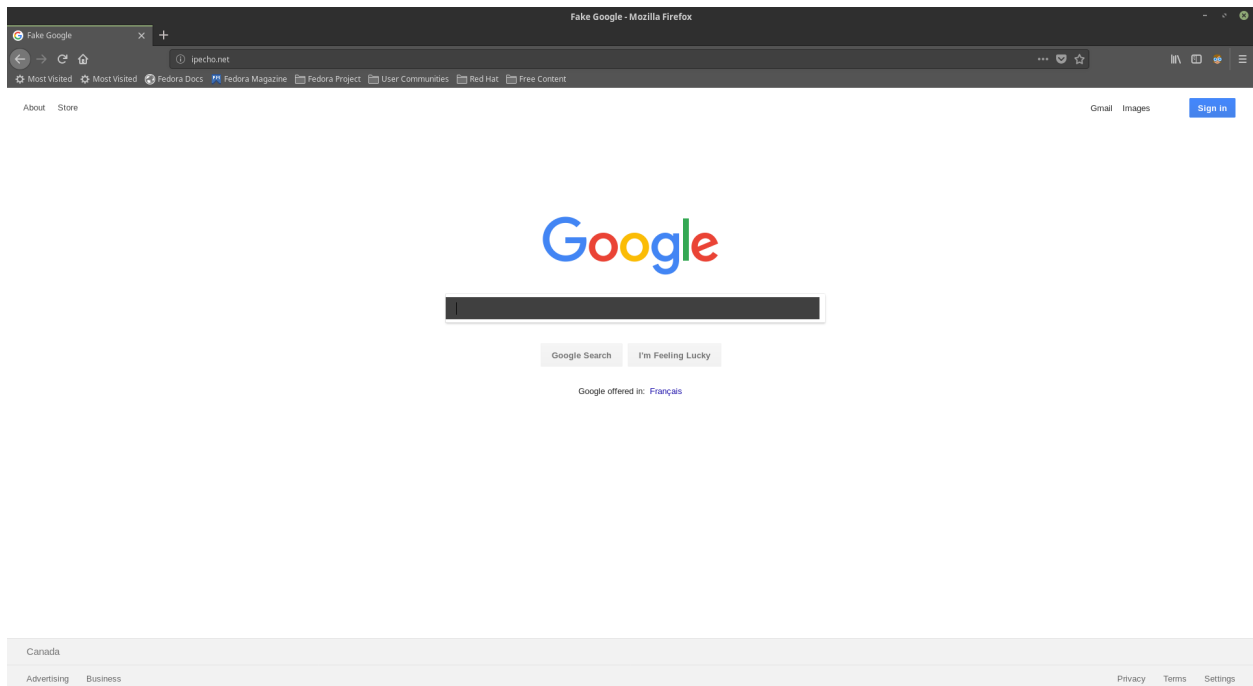 Fake Google - Mozilla Firefox
Fake Google
ipecho.net
Most Visited Most Visited Fedora Docs Fedora Magazine Fedora Project User Communities Red Hat Free Content
About Store Gmail Images Sign in
Google
Google Search I'm Feeling Lucky
Google offered in: Français
Canada
Advertising Business Privacy Terms Settings